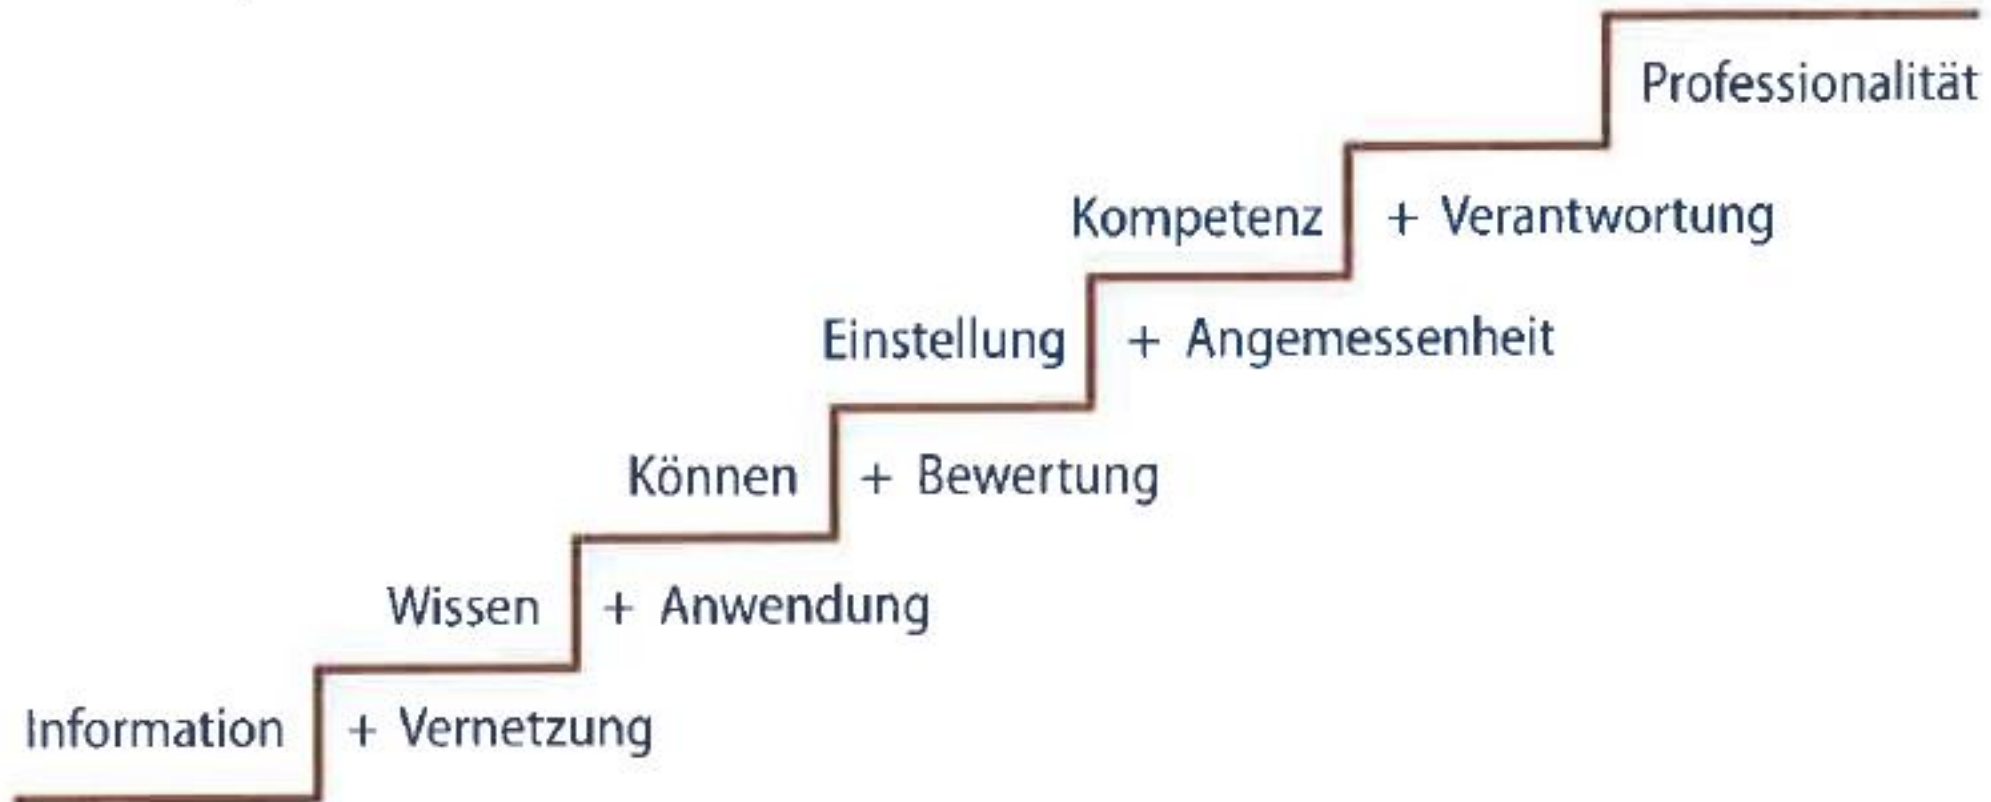 Professionalität
Kompetenz + Verantwortung
Einstellung + Angemessenheit
Können + Bewertung
Wissen + Anwendung
Information + Vernetzung